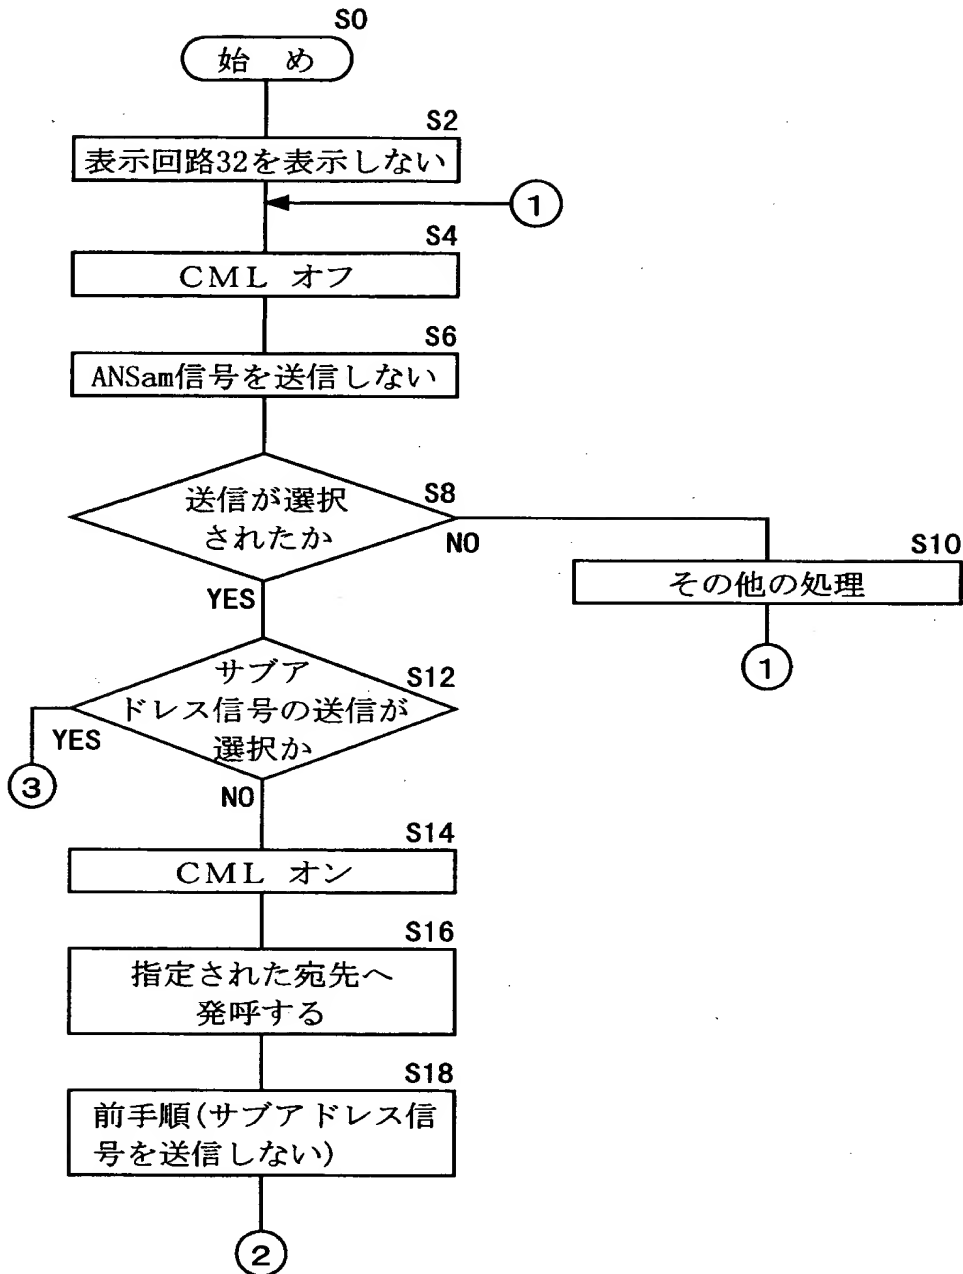 S0
始 め
S2
表示回路32を表示しない
1
S4
CML オフ
S6
ANSam信号を送信しない
S8
送信が選択
されたか
NO
YES
S10
その他の処理
1
S12
サブア
ドレス信号の送信が
選択か
YES
3
NO
S14
CML オン
S16
指定された宛先へ
発呼する
S18
前手順(サブアドレス信
号を送信しない)
2